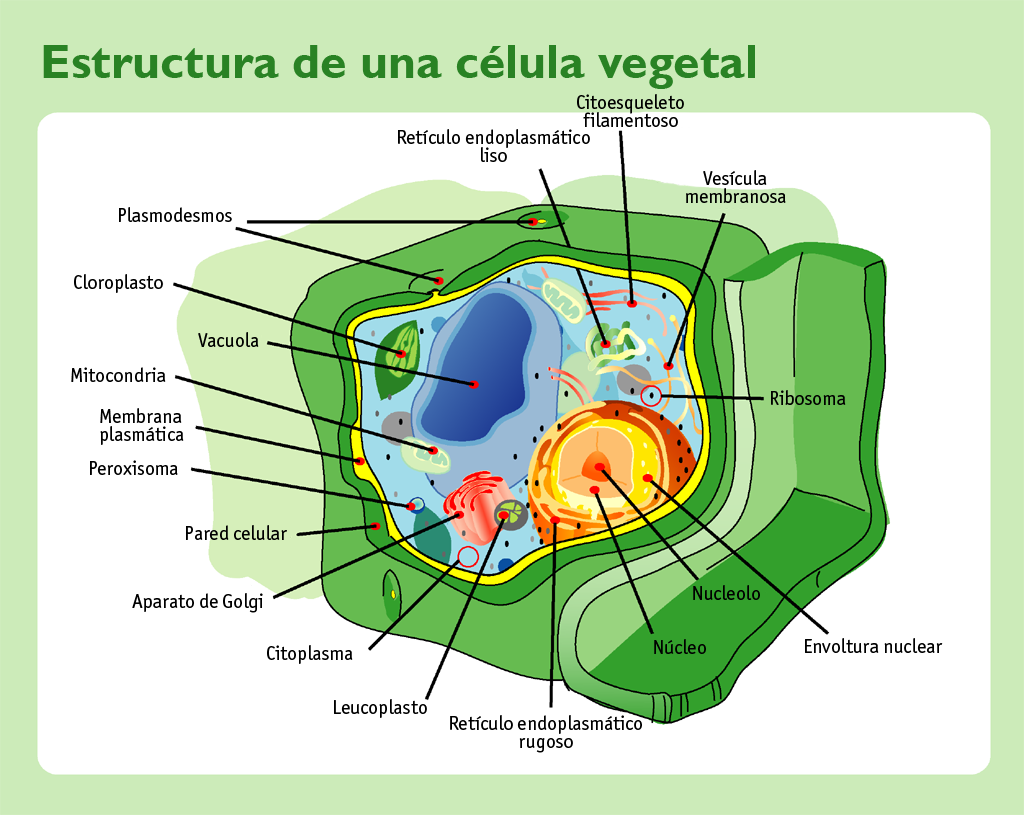 Estructura de una célula vegetal
Citoesqueleto
filamentoso
Retículo endoplasmático
liso
Vesícula
membranosa
Plasmodesmos
Cloroplasto
Vacuola
Mitocondria
Ribosoma
Membrana
plasmática
Peroxisoma
Pared celular
Aparato de Golgi
Nucleolo
Citoplasma
Núcleo
Envoltura nuclear
Leucoplasto
Retículo endoplasmático
rugoso